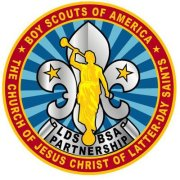 BOY SCOUTS OF AMERICA
★ THE CHURCH OF JESUS CHRIST OF LATTER-DAY SAINTS ★
LDS BSA
PARTNERSHIP